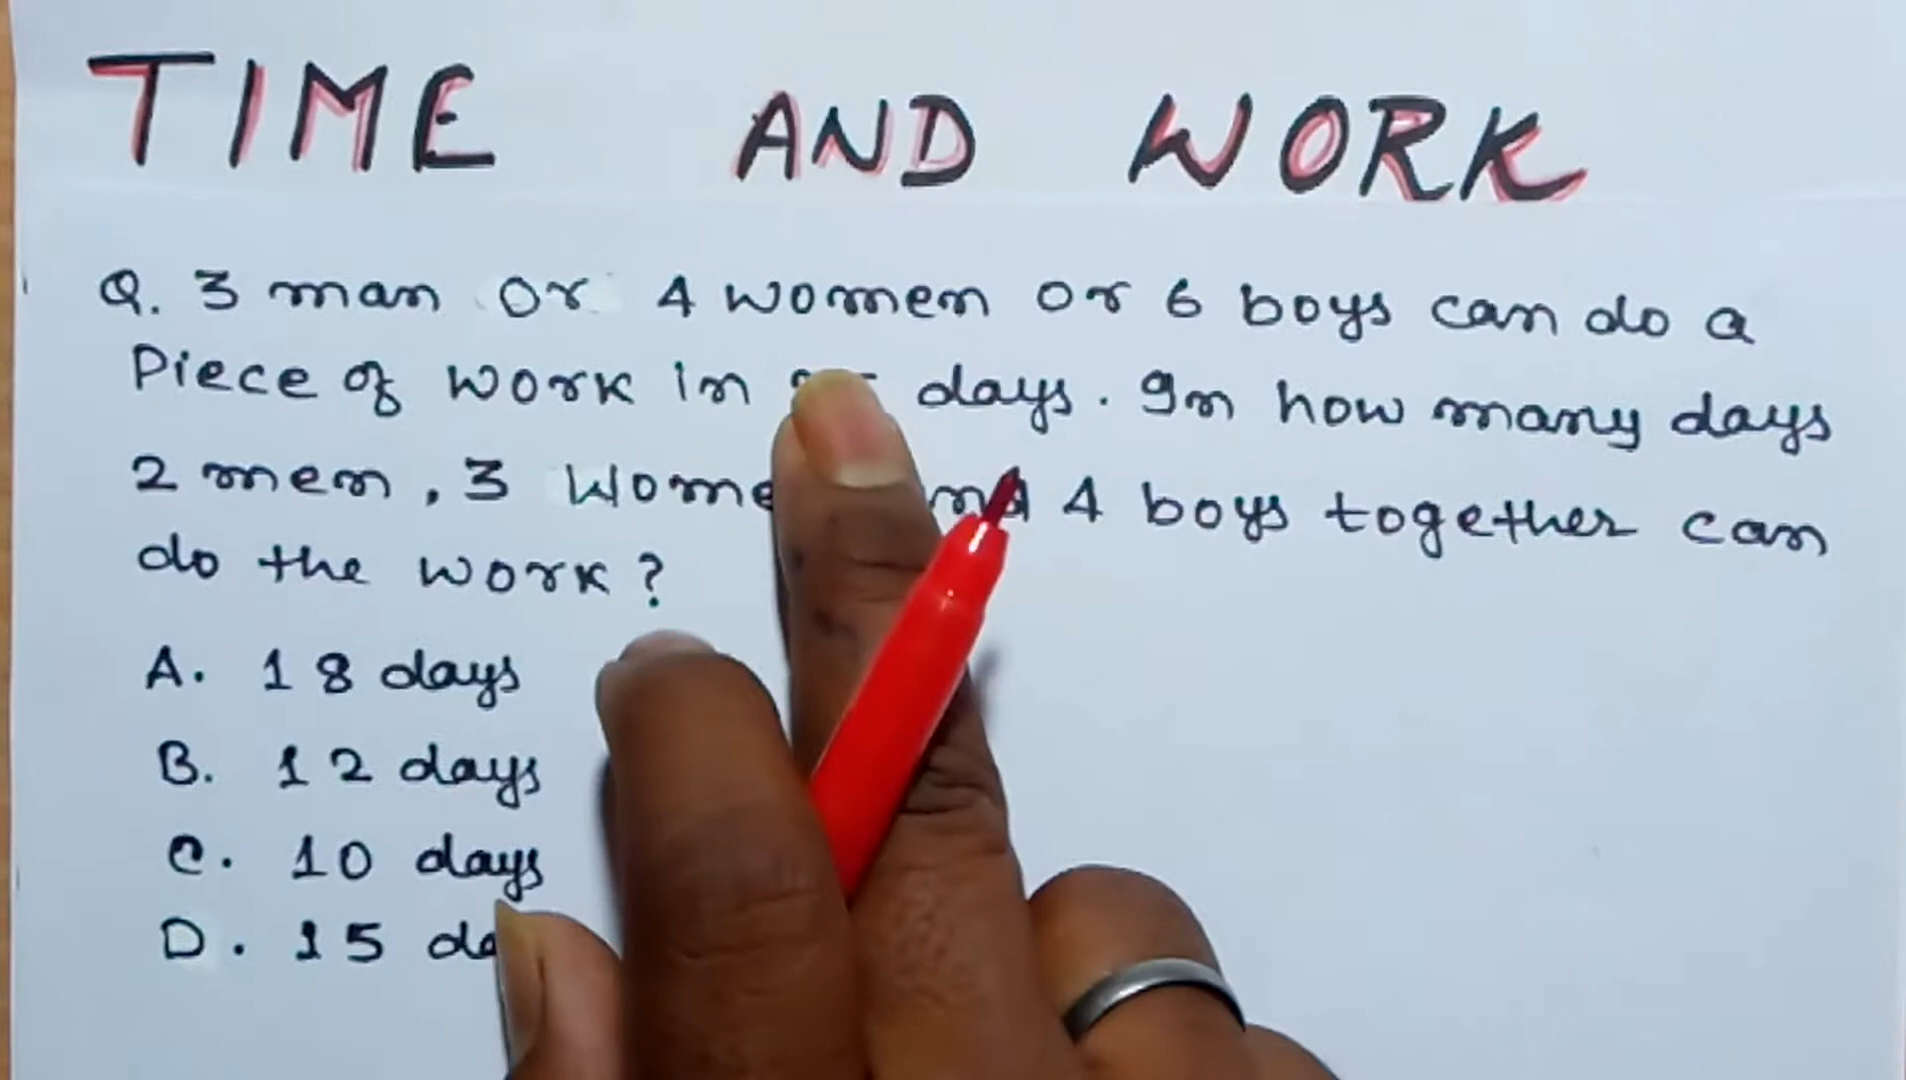 TIME AND WORK
Q. 3 man or 4 women or 6 boys can do a
Piece of work in days. In how many days
2 men, 3 4 boys together can
do the work?
A. 18 days
B. 12 days
C. 10 days
D. 15